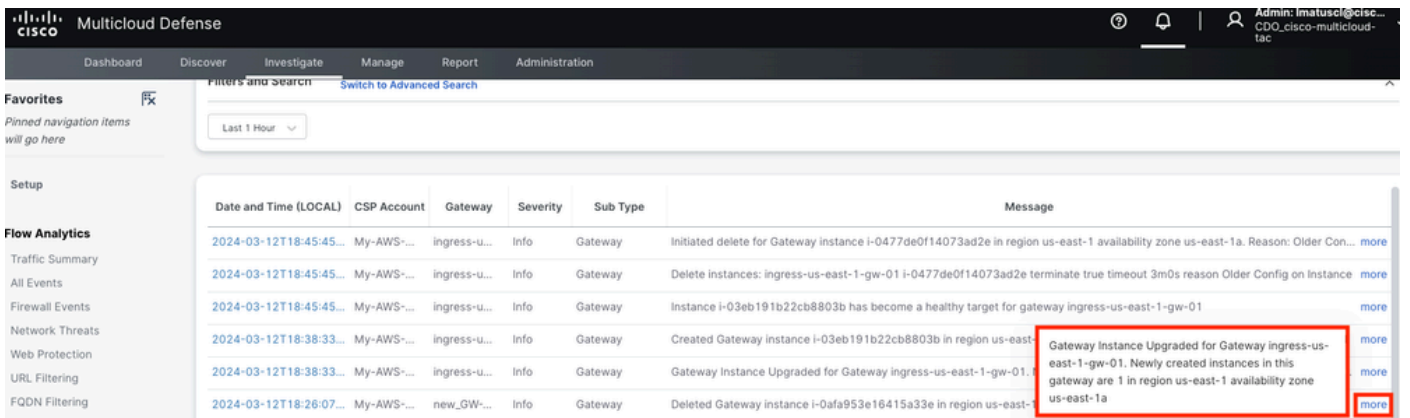 CISCO Multicloud Defense
Admin: lmatuscl@cisc...
CDO_cisco-multicloud-
tac
Dashboard Discover Investigate Manage Report Administration
Favorites
Pinned navigation items
will go here
Setup
Flow Analytics
Traffic Summary
All Events
Firewall Events
Network Threats
Web Protection
URL Filtering
FQDN Filtering
Filters and Search Switch to Advanced Search
Last 1 Hour
Date and Time (LOCAL) CSP Account Gateway Severity Sub Type Message
2024-03-12T18:45:45... My-AWS-... ingress-u... Info Gateway Initiated delete for Gateway instance i-0477de0f14073ad2e in region us-east-1 availability zone us-east-1a. Reason: Older Con... more
2024-03-12T18:45:45... My-AWS-... ingress-u... Info Gateway Delete instances: ingress-us-east-1-gw-01 i-0477de0f14073ad2e terminate true timeout 3m0s reason Older Config on Instance more
2024-03-12T18:45:45... My-AWS-... ingress-u... Info Gateway Instance i-03eb191b22cb8803b has become a healthy target for gateway ingress-us-east-1-gw-01 more
2024-03-12T18:38:33... My-AWS-... ingress-u... Info Gateway Created Gateway instance i-03eb191b22cb8803b in region us-east- more
2024-03-12T18:38:33... My-AWS-... ingress-u... Info Gateway Gateway Instance Upgraded for Gateway ingress-us-east-1-gw-01. more
2024-03-12T18:26:07... My-AWS-... new_GW-... Info Gateway Deleted Gateway instance i-0afa953e16415a33e in region us-east-1 more
Gateway Instance Upgraded for Gateway ingress-us-
east-1-gw-01. Newly created instances in this
gateway are 1 in region us-east-1 availability zone
us-east-1a